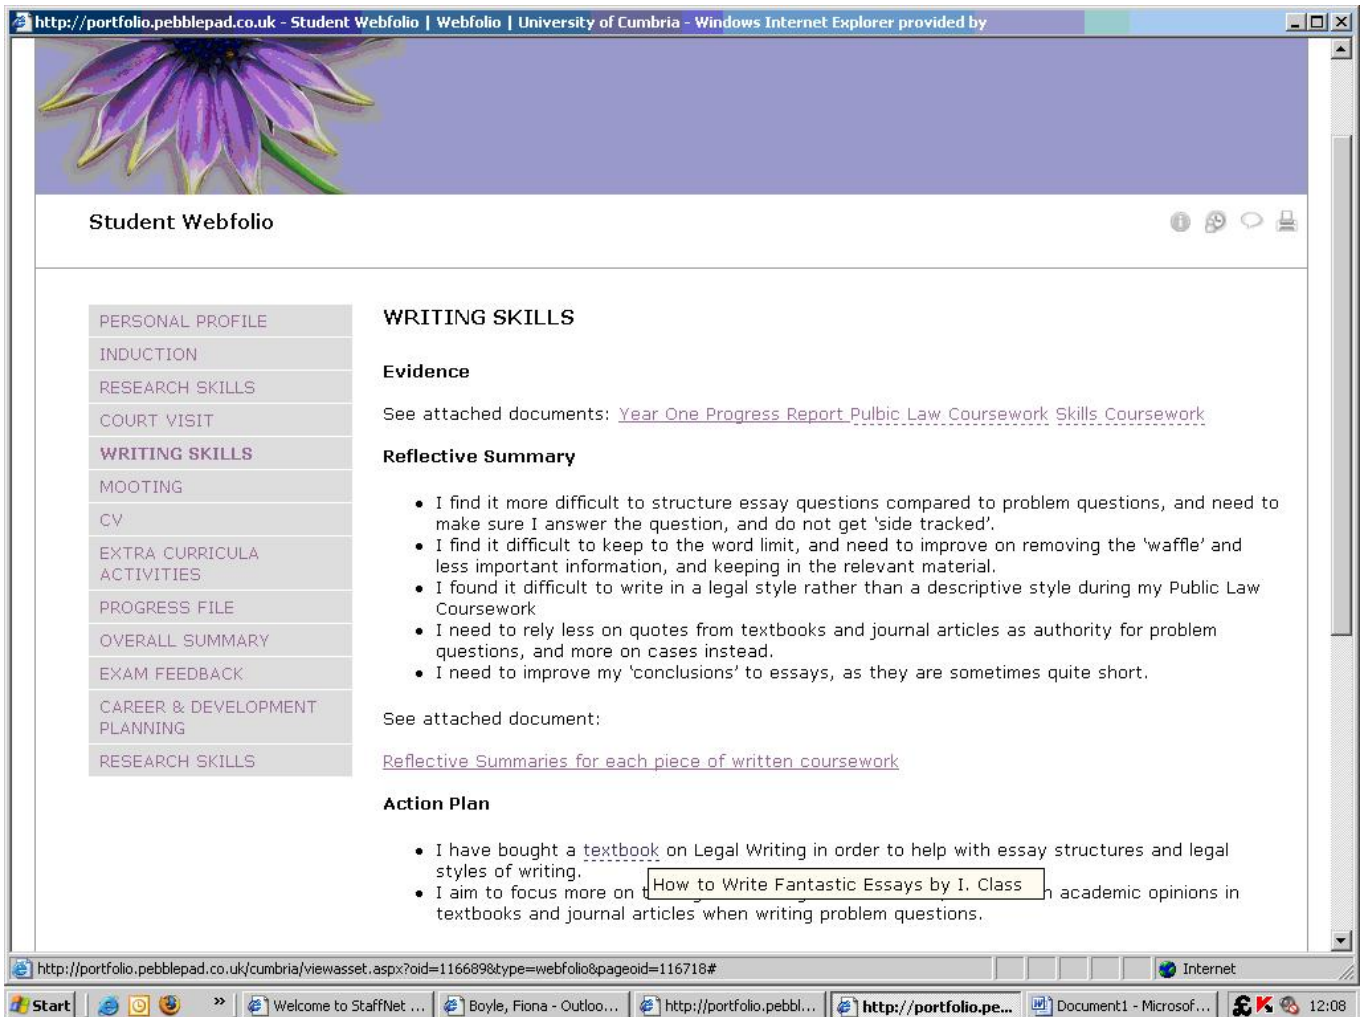 http://portfolio.pebblepad.co.uk - Student Webfolio | Webfolio | University of Cumbria - Windows Internet Explorer provided by
Student Webfolio
PERSONAL PROFILE
INDUCTION
RESEARCH SKILLS
COURT VISIT
WRITING SKILLS
MOOTING
CV
EXTRA CURRICULA
ACTIVITIES
PROGRESS FILE
OVERALL SUMMARY
EXAM FEEDBACK
CAREER & DEVELOPMENT
PLANNING
RESEARCH SKILLS
WRITING SKILLS
Evidence
See attached documents: Year One Progress Report Pulbic Law Coursework Skills Coursework
Reflective Summary
• I find it more difficult to structure essay questions compared to problem questions, and need to
make sure I answer the question, and do not get 'side tracked'.
• I find it difficult to keep to the word limit, and need to improve on removing the 'waffle' and
less important information, and keeping in the relevant material.
• I found it difficult to write in a legal style rather than a descriptive style during my Public Law
Coursework
• I need to rely less on quotes from textbooks and journal articles as authority for problem
questions, and more on cases instead.
• I need to improve my 'conclusions' to essays, as they are sometimes quite short.
See attached document:
Reflective Summaries for each piece of written coursework
Action Plan
• I have bought a textbook on Legal Writing in order to help with essay structures and legal
styles of writing.
How to Write Fantastic Essays by I. Class
• I aim to focus more on academic opinions in
textbooks and journal articles when writing problem questions.
http://portfolio.pebblepad.co.uk/cumbria/viewasset.aspx?oid=116689&type=webfolio&pageoid=116718#
Internet
Start
Welcome to StaffNet ...
Boyle, Fiona - Outloo...
http://portfolio.pebbl...
http://portfolio.pe...
Document1 - Microsof...
12:08